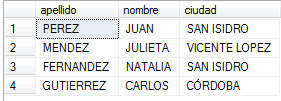 apellido nombre ciudad
1 PEREZ JUAN SAN ISIDRO
2 MENDEZ JULIETA VICENTE LOPEZ
3 FERNANDEZ NATALIA SAN ISIDRO
4 GUTIERREZ CARLOS CÓRDOBA